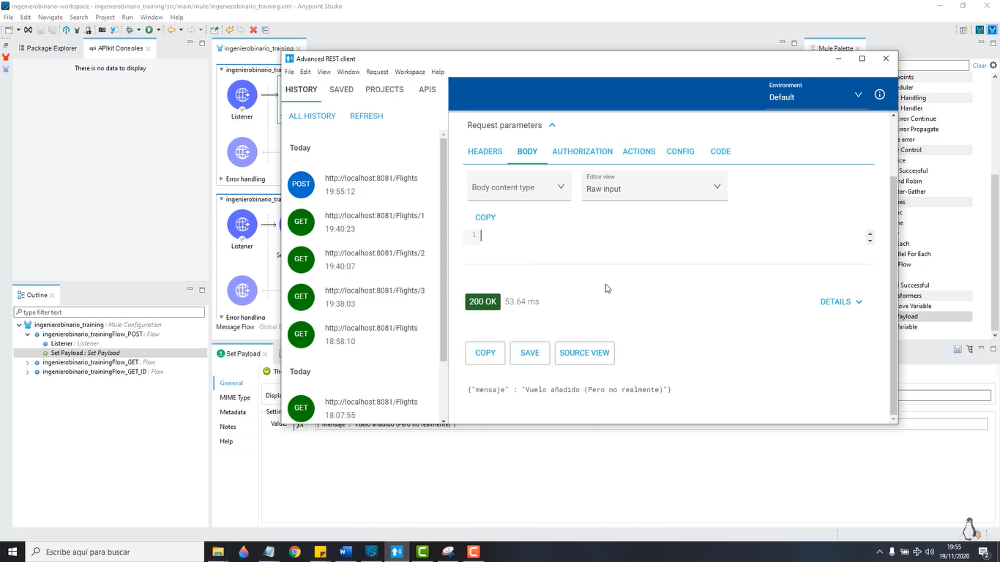 ingenierobinario-workspace - ingenierobinario_training/src/main/mule/ingenierobinario_training.xml - Anypoint Studio
File Edit Navigate Search Project Run Window Help
Package Explorer
api APIkit Consoles
There is no data to display
ingenierobinario_training
Mule Palette
Clear
ingenierobinario_trai
Listener
Error handling
ingenierobinario_trai
Listener
Error handling
Message Flow Global E
Advanced REST client
File Edit View Window Request Workspace Help
HISTORY SAVED PROJECTS APIS
ALL HISTORY REFRESH
Today
POST http://localhost:8081/Flights
19:55:12
GET http://localhost:8081/Flights/1
19:40:23
GET http://localhost:8081/Flights/2
19:40:07
GET http://localhost:8081/Flights/3
19:38:03
GET http://localhost:8081/Flights
18:58:10
Today
GET http://localhost:8081/Flights
18:07:55
Environment
Default
Request parameters
HEADERS BODY AUTHORIZATION ACTIONS CONFIG CODE
Body content type
Editor view
Raw input
COPY
1
200 OK 53.64 ms
DETAILS
COPY SAVE SOURCE VIEW
{"mensaje" : "Vuelo añadido (Pero no realmente)"}
oints
eduler
Handling
Handler
rror Continue
rror Propagate
e error
Control
ice
Successful
nd Robin
ter-Gather
pes
nc
ne
Each
llel For Each
Flow
l Successful
sformers
ove Variable
Payload
Variable
Outline
type filter text
ingenierobinario_training : Mule Configuration
ingenierobinario_trainingFlow_POST : Flow
Listener : Listener
Set Payload : Set Payload
ingenierobinario_trainingFlow_GET : Flow
ingenierobinario_trainingFlow_GET_ID : Flow
Set Payload
General
MIME Type
Metadata
Notes
Help
The
Displa
Settin
Value: fx {"mensaje" : "Vuelo añadido (Pero no realmente)"}
Escribe aquí para buscar
19:55
19/11/2020
2